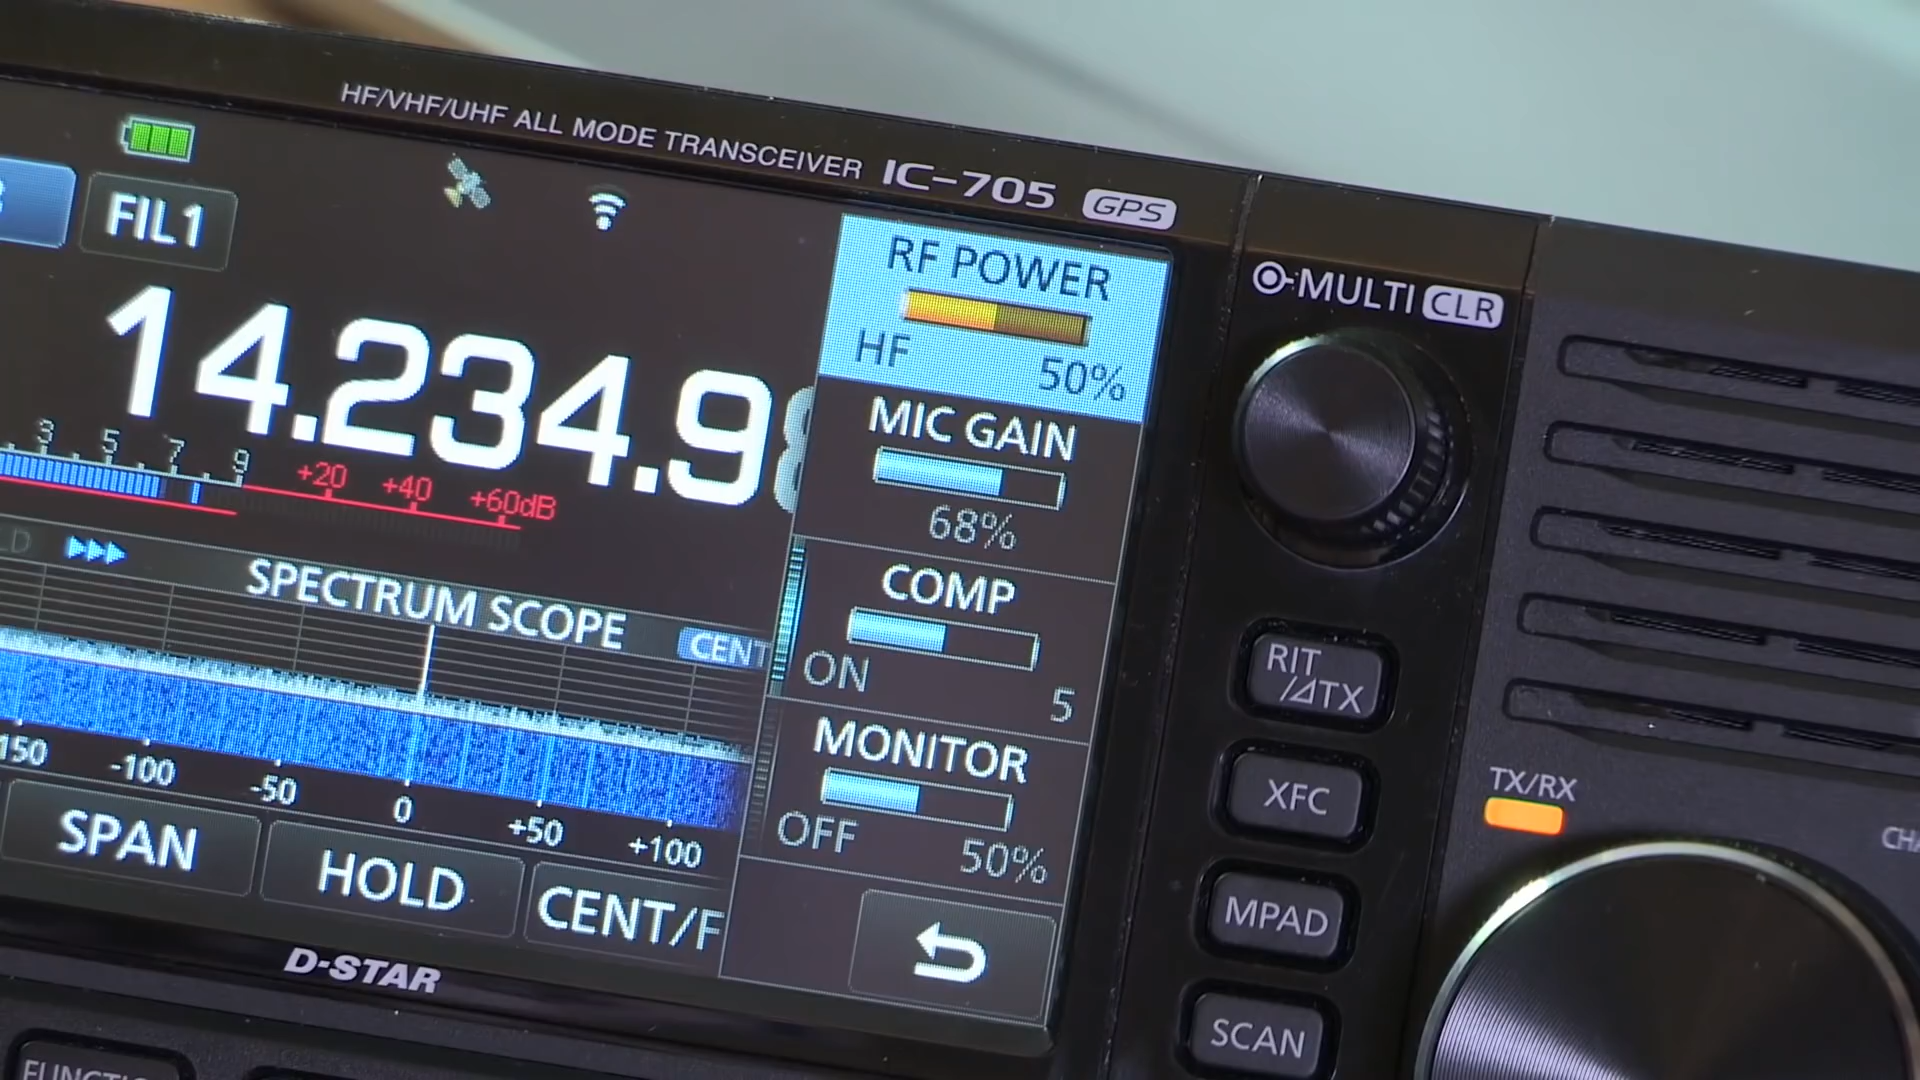 HF/VHF/UHF ALL MODE TRANSCEIVER IC-705 GPS
FIL1
14.234.9
3 5 7 9 +20 +40 +60dB
SPECTRUM SCOPE
CENT
150 -100 -50 0 +50 +100
SPAN
HOLD
CENT/F
D-STAR
RF POWER
HF 50%
MIC GAIN
68%
COMP
ON 5
MONITOR
OFF 50%
MULTI CLR
RIT
/⊿TX
XFC
MPAD
SCAN
TX/RX